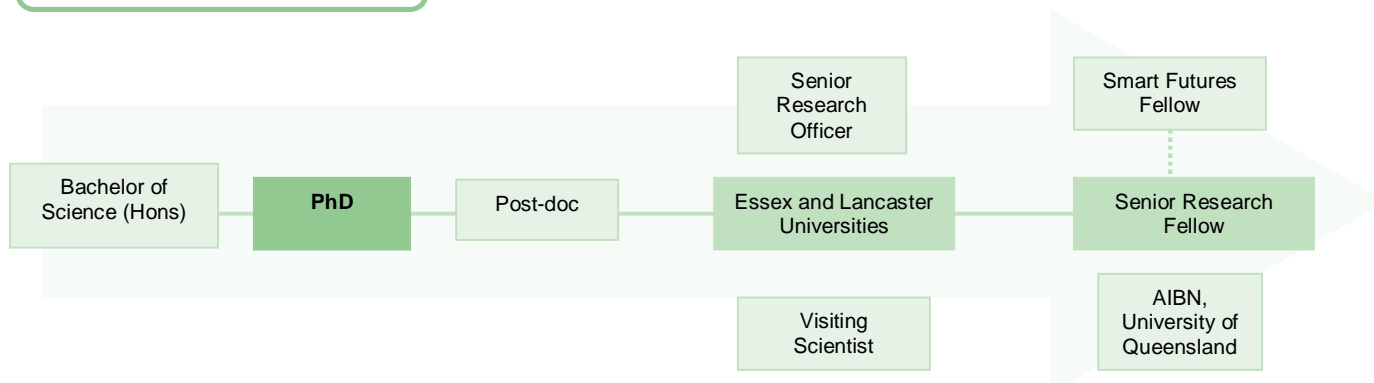 Senior
Research
Officer
Smart Futures
Fellow
Bachelor of
Science (Hons)
PhD
Post-doc
Essex and Lancaster
Universities
Senior Research
Fellow
Visiting
Scientist
AIBN,
University of
Queensland